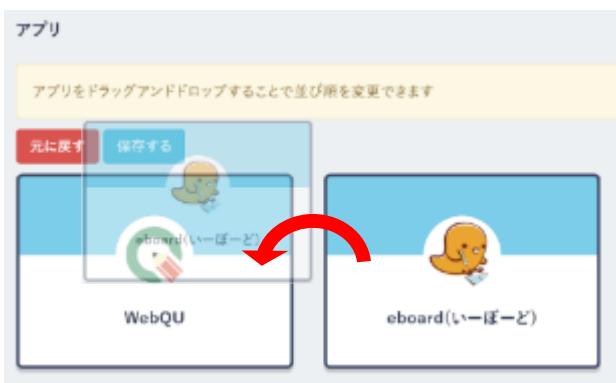 アプリ
アプリをドラッグアンドドロップすることで並び順を変更できます
元に戻す
保存する
eboard(いーぼーど)
WebQU
eboard(いーぼーど)